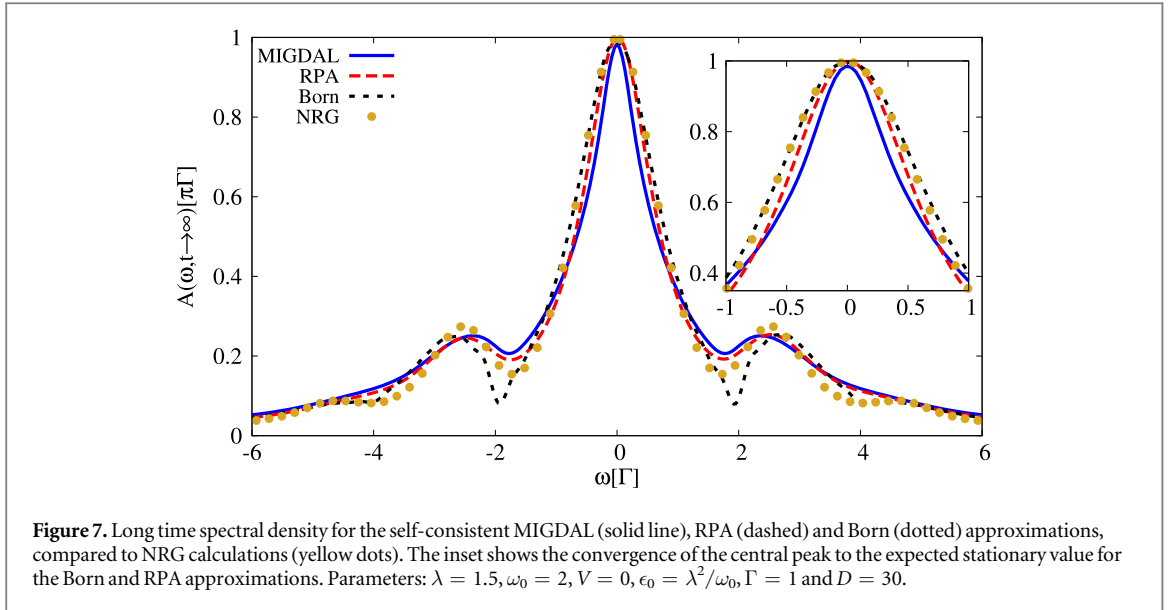 MIGDAL
RPA
Born
NRG
A(ω,t→∞)[πΓ]
1
0.8
0.6
0.4
0.2
0
-6
-4
-2
0
2
4
6
ω[Γ]
1
0.8
0.6
0.4
-1
-0.5
0
0.5
1
Figure 7. Long time spectral density for the self-consistent MIGDAL (solid line), RPA (dashed) and Born (dotted) approximations,
compared to NRG calculations (yellow dots). The inset shows the convergence of the central peak to the expected stationary value for
the Born and RPA approximations. Parameters: λ = 1.5, ω₀ = 2, V = 0, ϵ₀ = λ²/ω₀, Γ = 1 and D = 30.